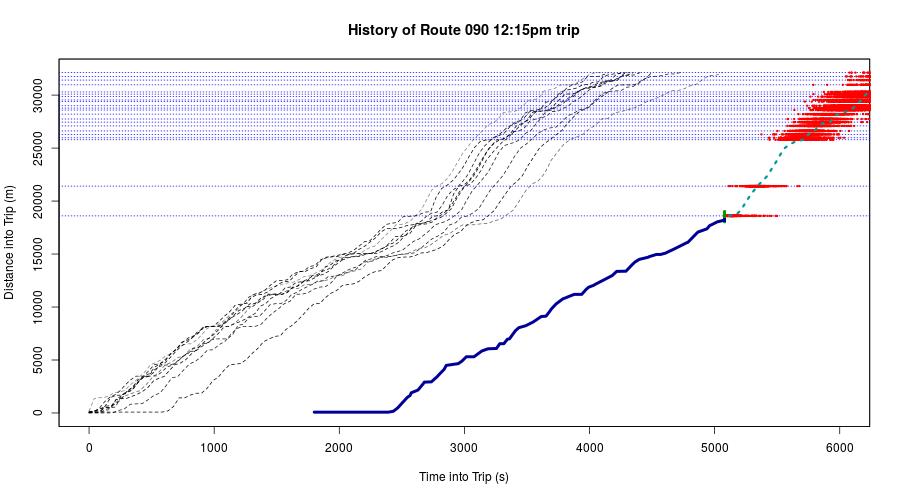 History of Route 090 12:15pm trip
Distance into Trip (m)
30000
25000
20000
15000
10000
5000
0
0 1000 2000 3000 4000 5000 6000
Time into Trip (s)